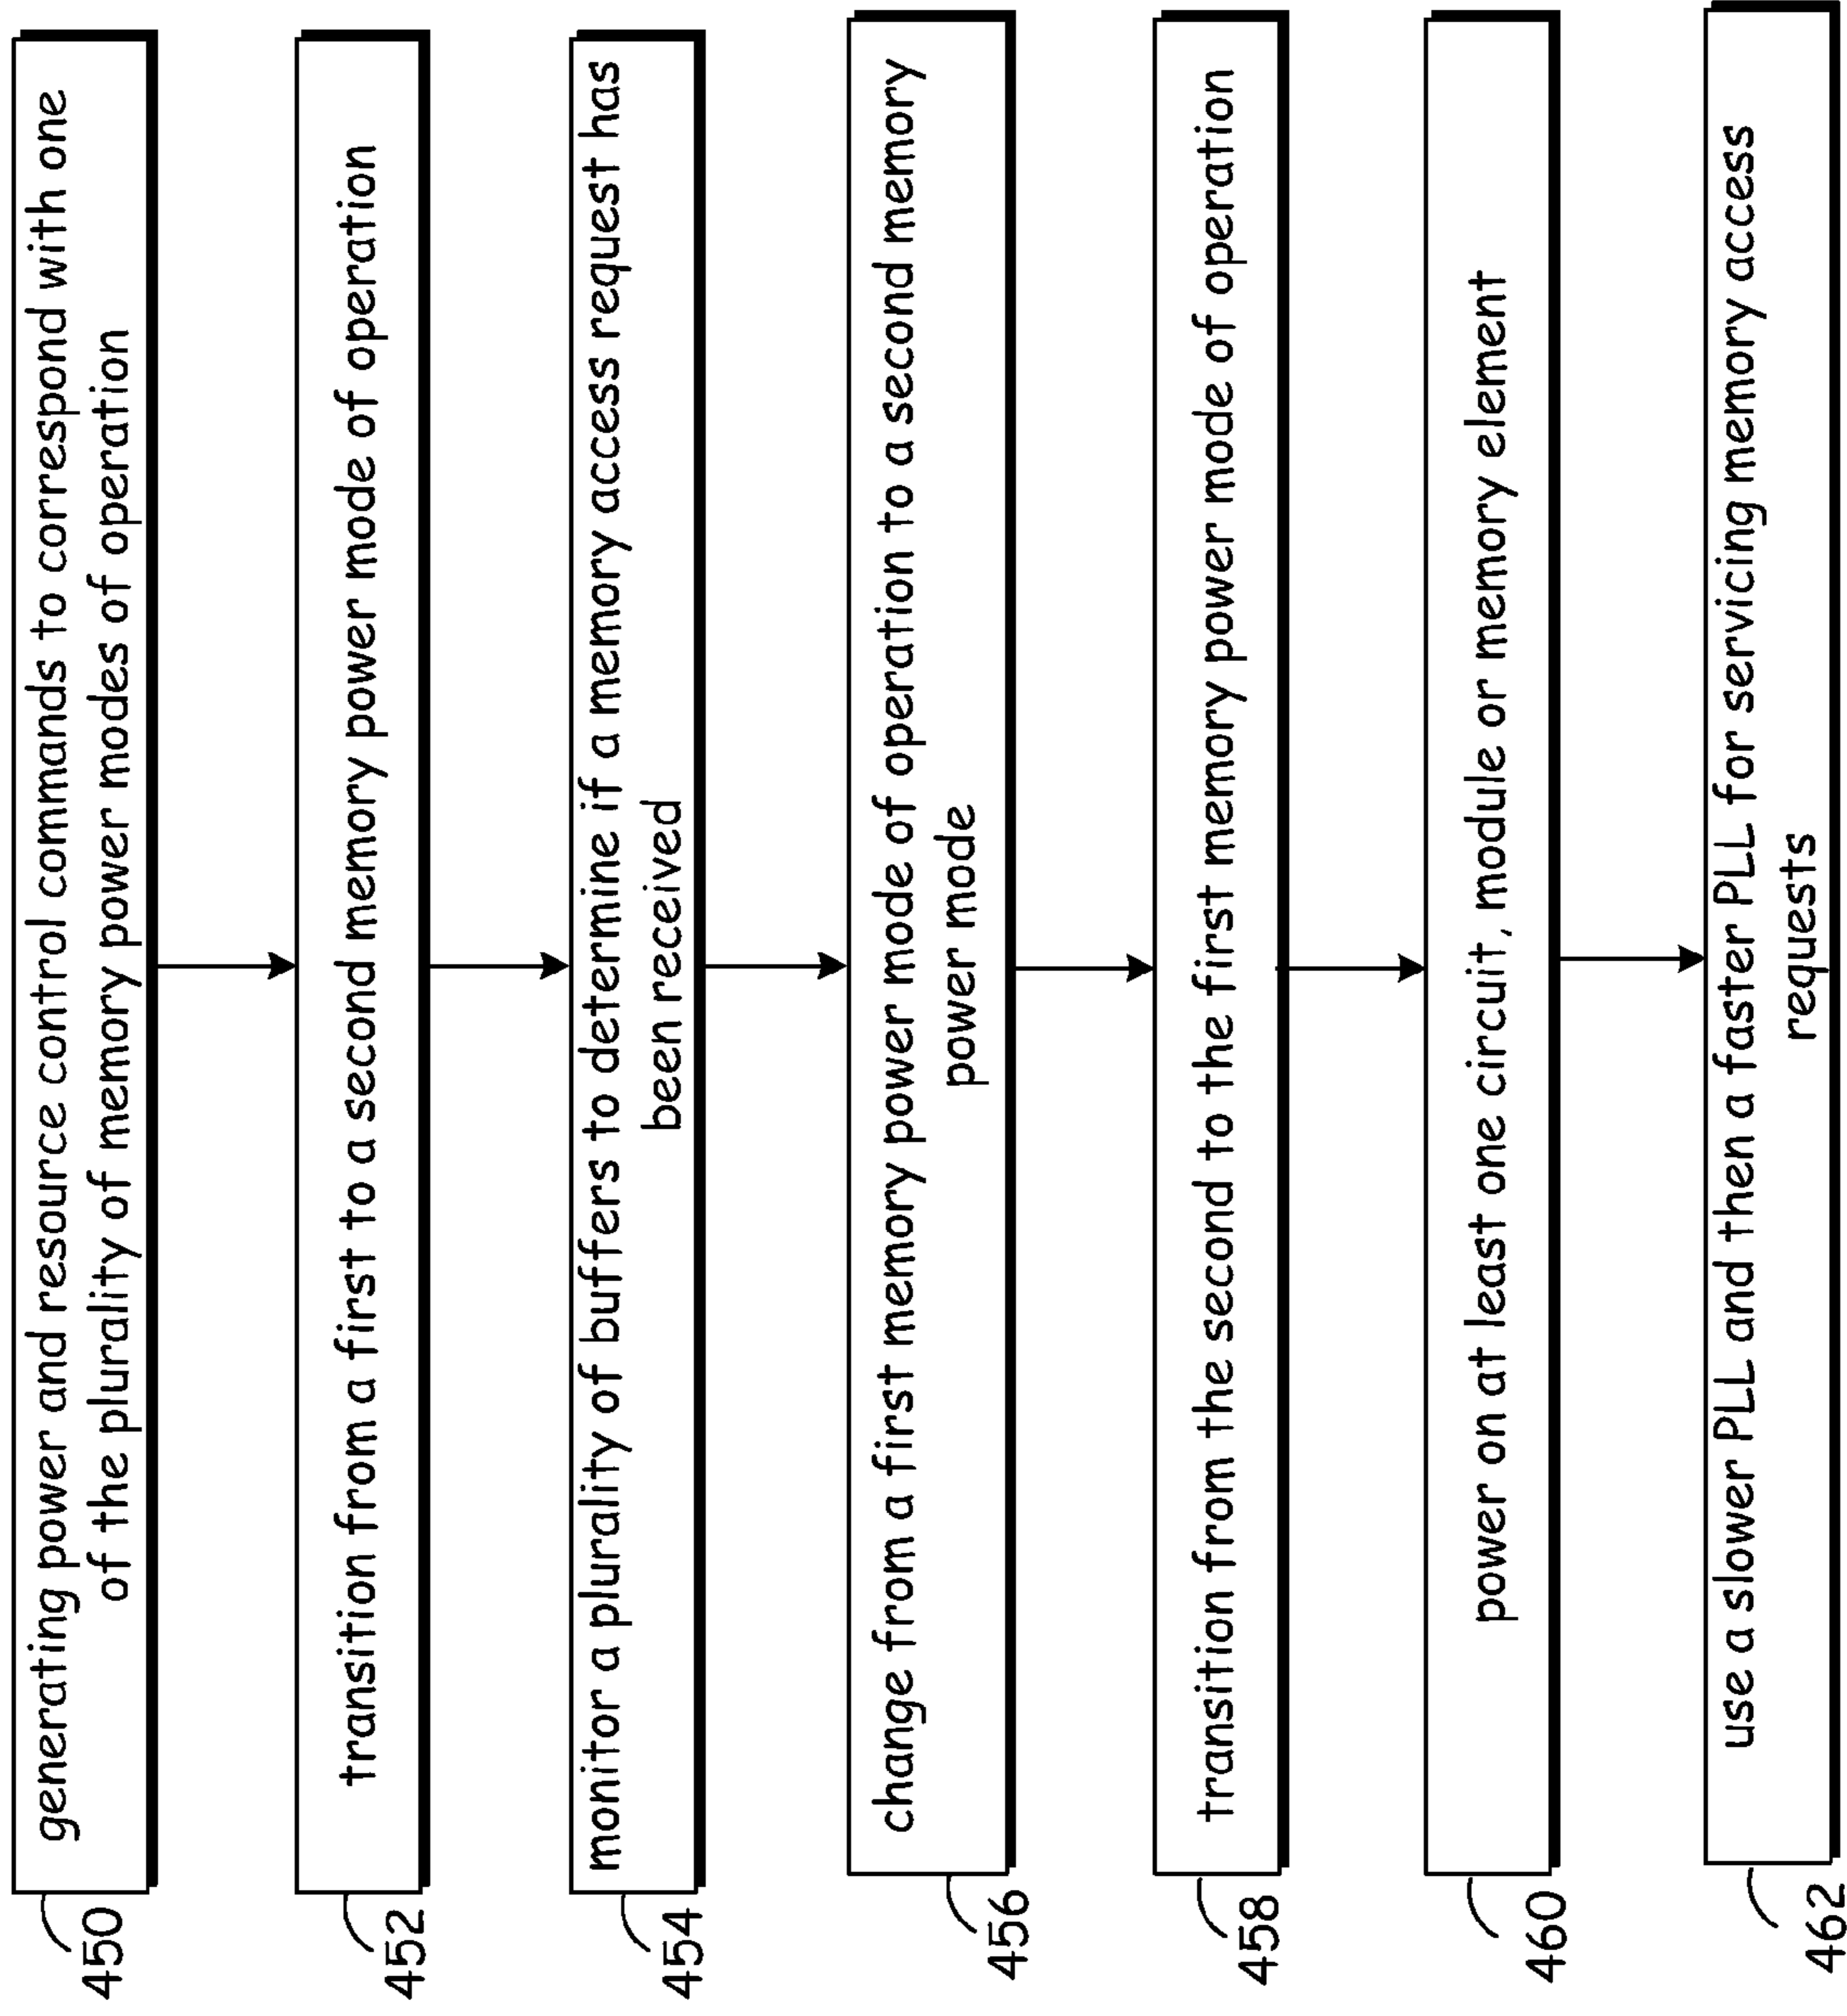 generating power and resource control commands to correspond with one
of the plurality of memory power modes of operation
450
transition from a first to a second memory power mode of operation
452
monitor a plurality of buffers to determine if a memory access request has
been received
454
change from a first memory power mode of operation to a second memory
power mode
456
transition from the second to the first memory power mode of operation
458
power on at least one circuit, module or memory element
460
use a slower PLL and then a faster PLL for servicing memory access
requests
462